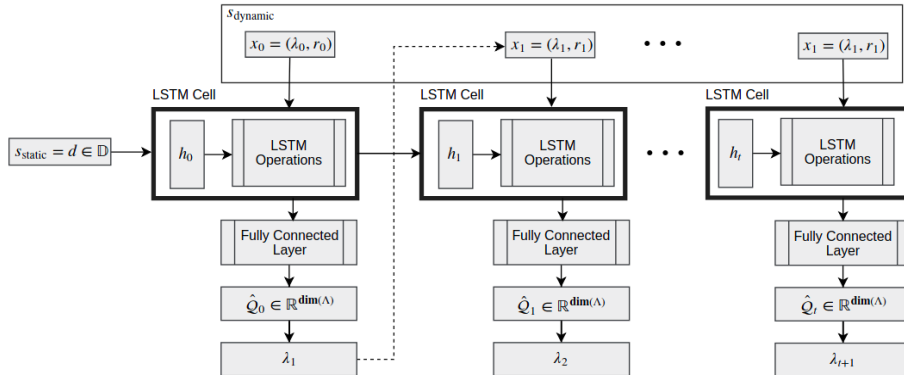 s_dynamic
x_0 = (λ_0, r_0)
x_1 = (λ_1, r_1)
• • •
x_1 = (λ_1, r_1)
LSTM Cell
LSTM Cell
LSTM Cell
s_static = d ∈ 𝔻
h_0
LSTM
Operations
h_1
LSTM
Operations
• • •
h_t
LSTM
Operations
Fully Connected
Layer
Fully Connected
Layer
Fully Connected
Layer
Q̂_0 ∈ ℝ^dim(Λ)
Q̂_1 ∈ ℝ^dim(Λ)
Q̂_t ∈ ℝ^dim(Λ)
λ_1
λ_2
λ_{t+1}